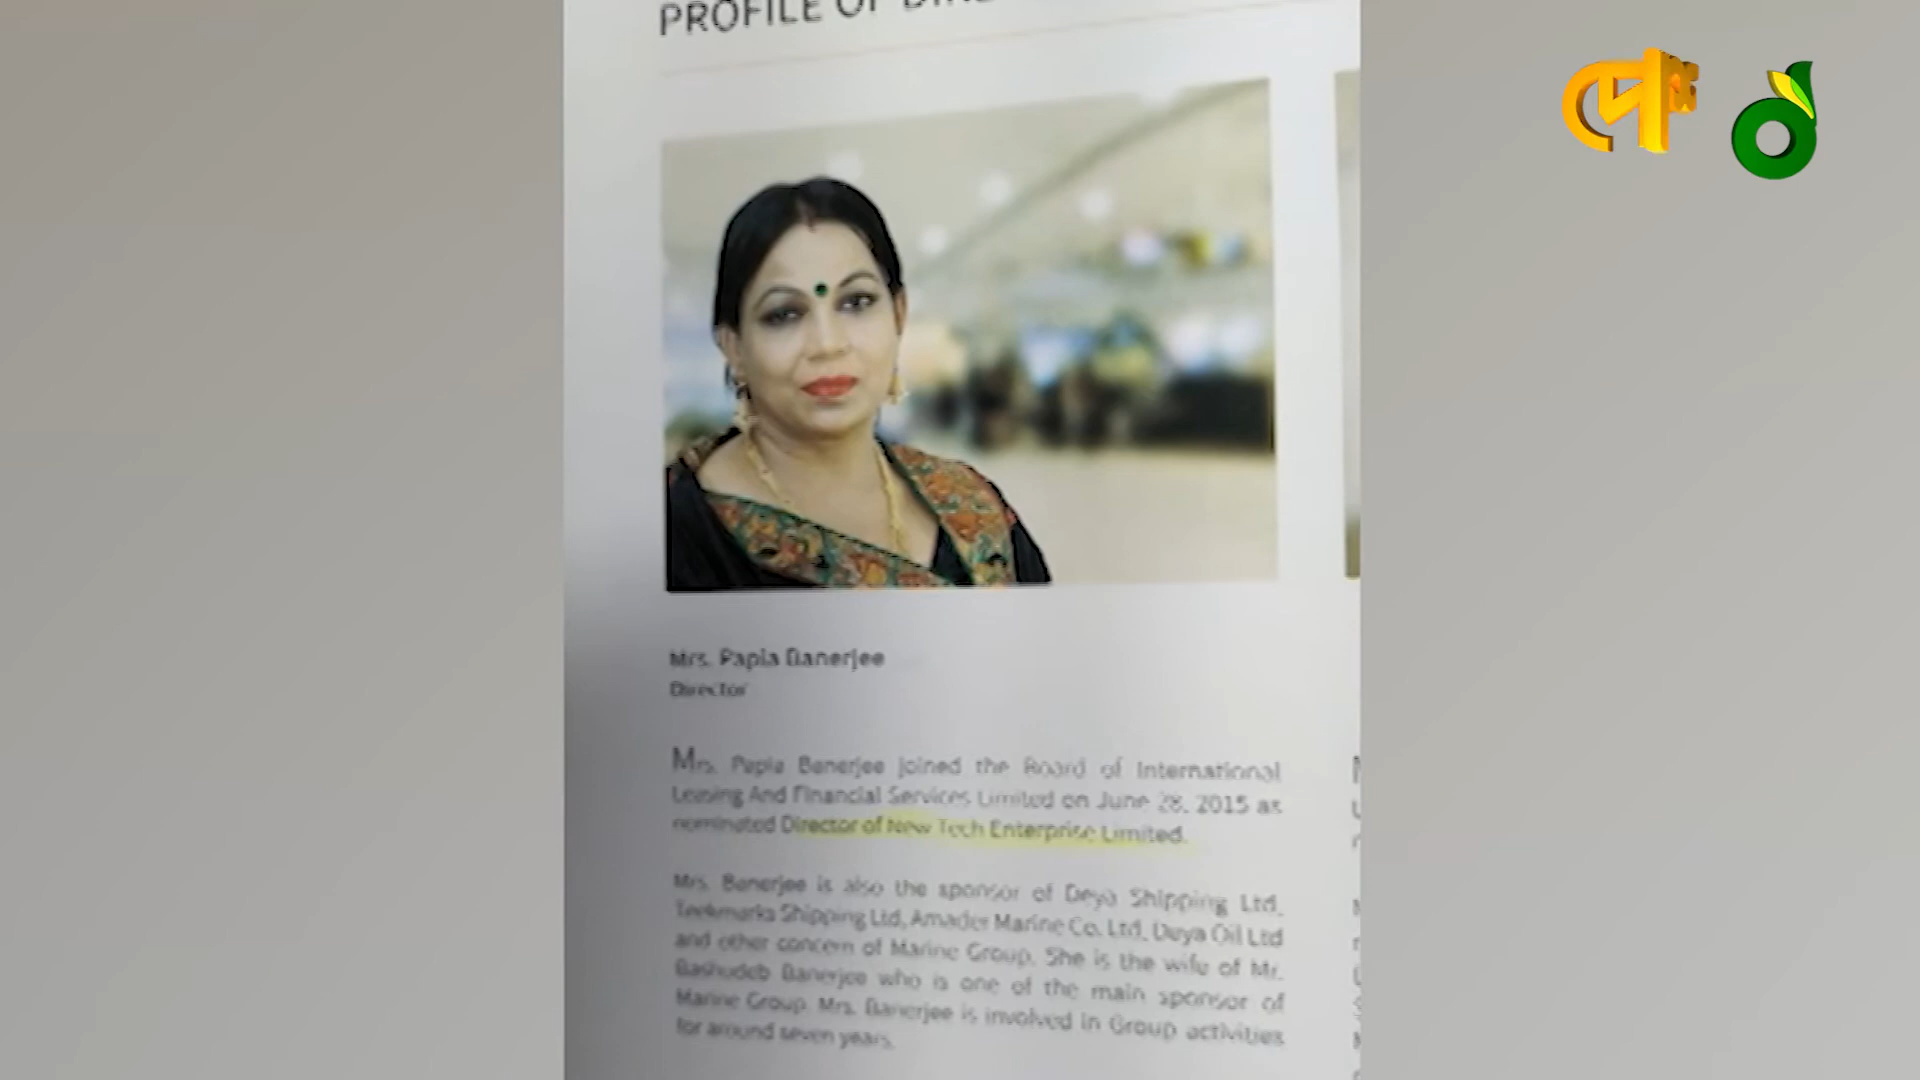 PROFILE OF DIRE
Mrs. Papia Banerjee
Director
Mrs. Papia Banerjee joined the Board of International
Leasing And Financial Services Limited on June 28, 2015 as
nominated Director of New Tech Enterprise Limited.
Mrs. Banerjee is also the sponsor of Deya Shipping Ltd,
Teekmarks Shipping Ltd, Amader Marine Co. Ltd, Deya Oil Ltd
and other concern of Marine Group. She is the wife of Mr.
Bashudeb Banerjee who is one of the main sponsor of
Marine Group. Mrs. Banerjee is involved in Group activities
for around seven years.